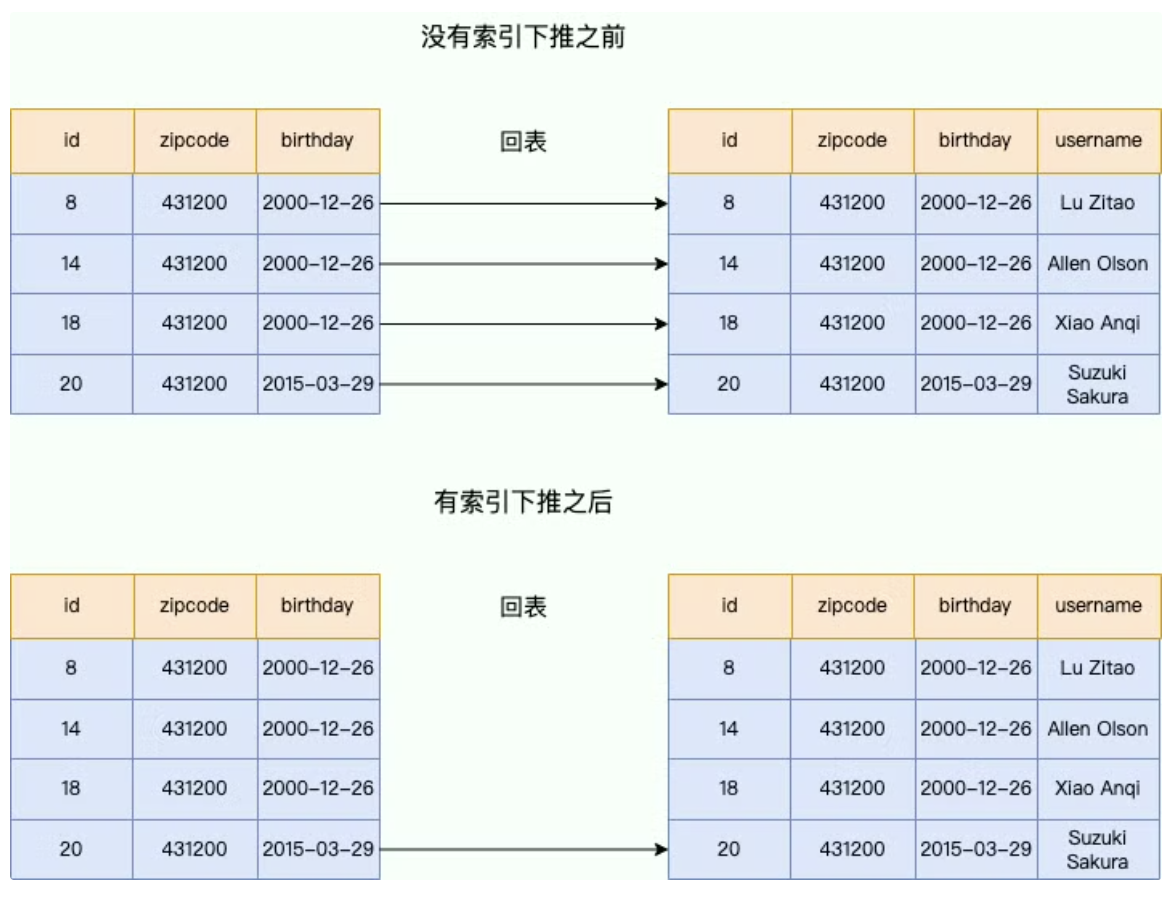 没有索引下推之前
id zipcode birthday 回表 id zipcode birthday username
8 431200 2000-12-26 8 431200 2000-12-26 Lu Zitao
14 431200 2000-12-26 14 431200 2000-12-26 Allen Olson
18 431200 2000-12-26 18 431200 2000-12-26 Xiao Anqi
20 431200 2015-03-29 20 431200 2015-03-29 Suzuki
Sakura
有索引下推之后
id zipcode birthday 回表 id zipcode birthday username
8 431200 2000-12-26 8 431200 2000-12-26 Lu Zitao
14 431200 2000-12-26 14 431200 2000-12-26 Allen Olson
18 431200 2000-12-26 18 431200 2000-12-26 Xiao Anqi
20 431200 2015-03-29 20 431200 2015-03-29 Suzuki
Sakura